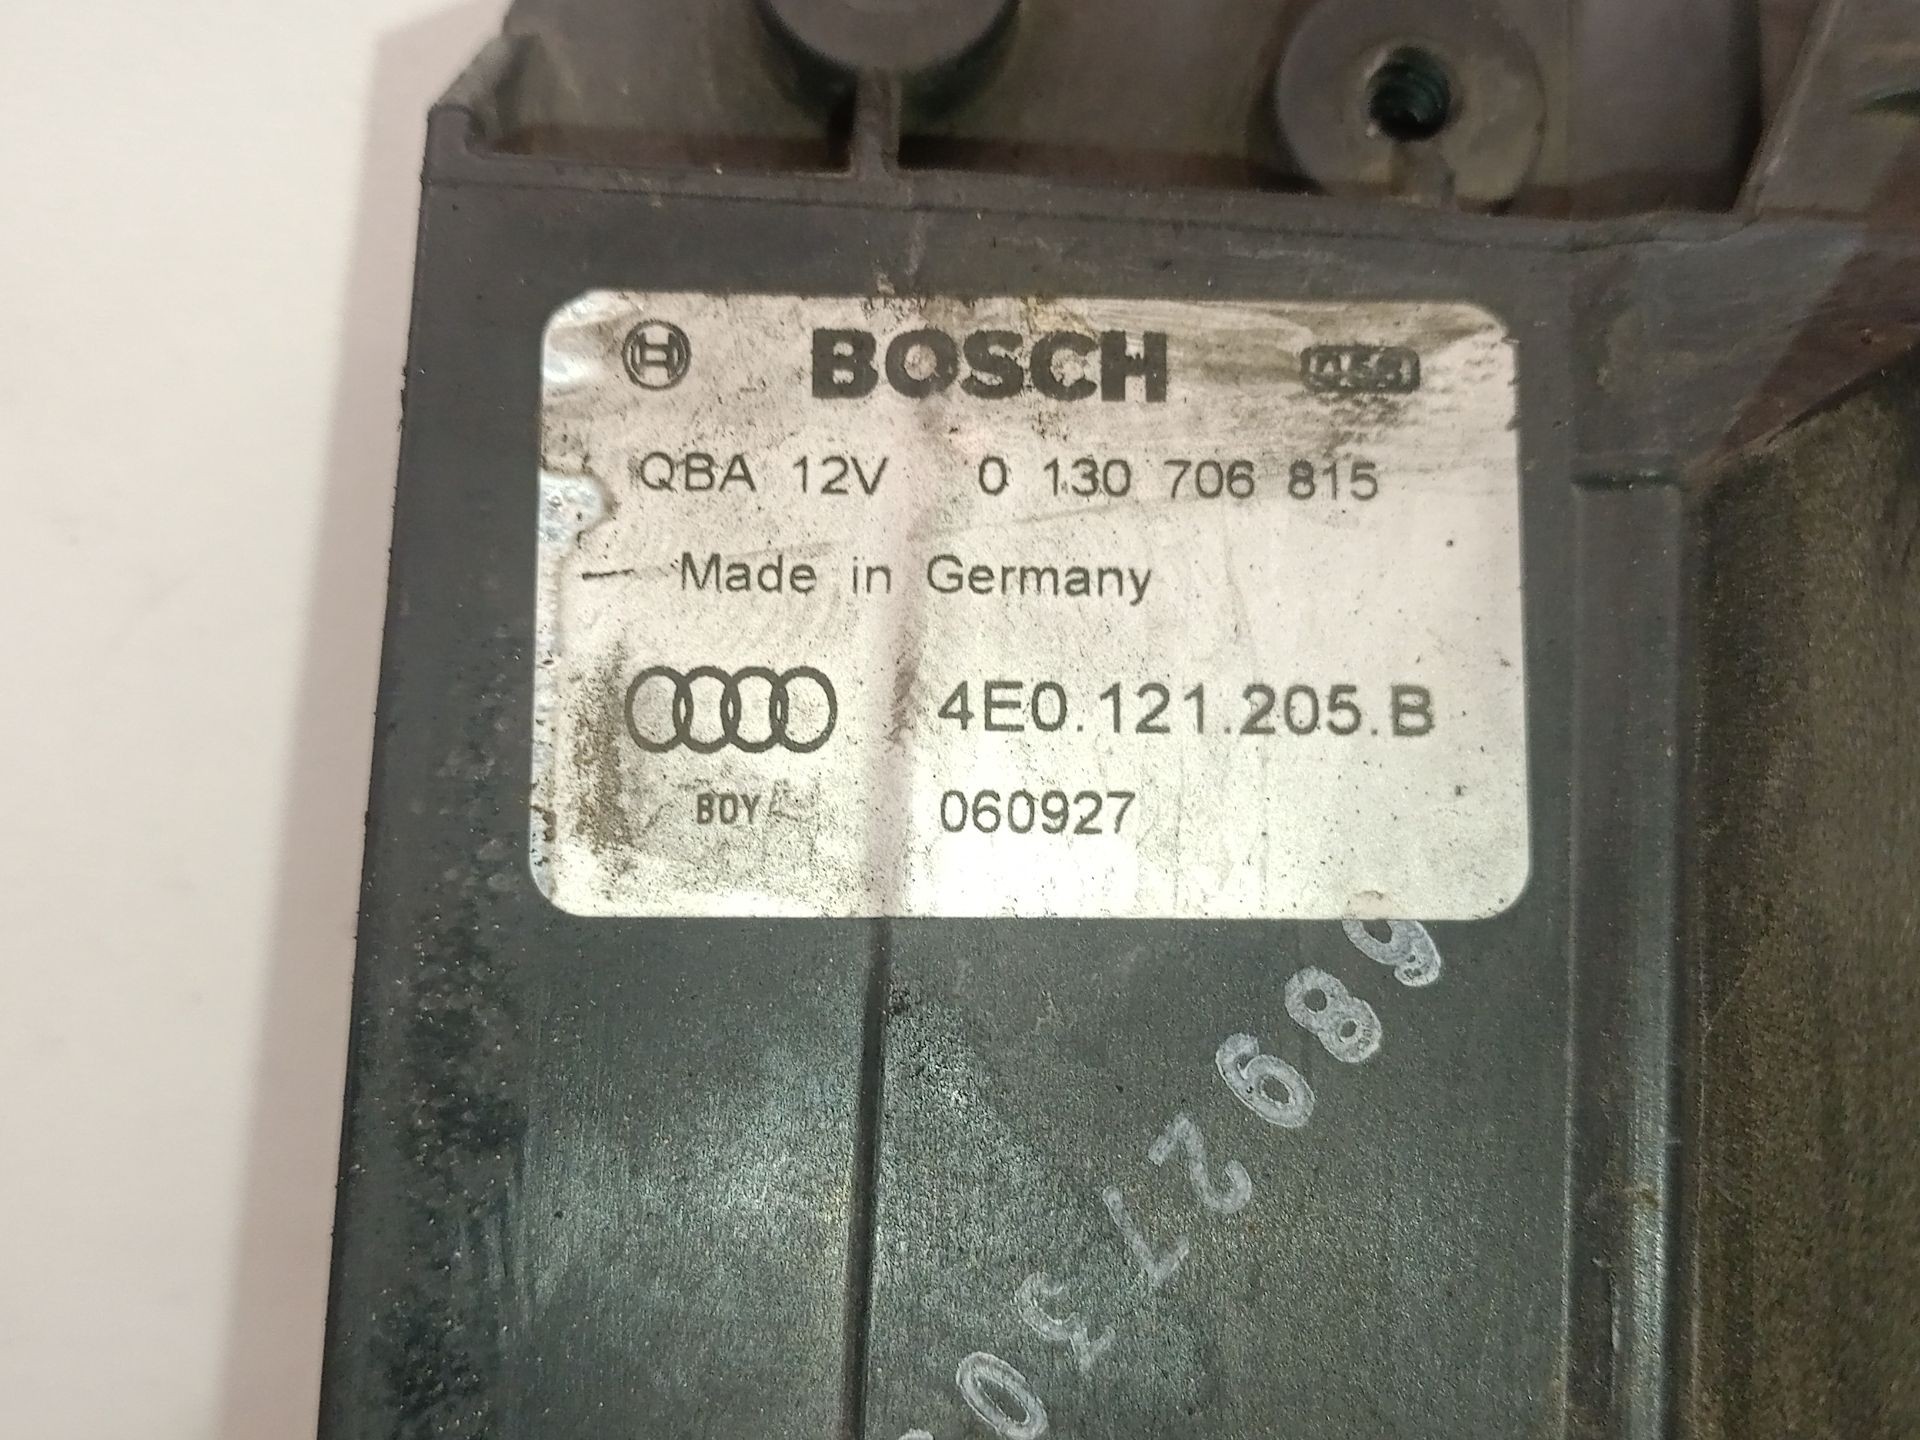 BOSCH
QBA 12V 0 130 706 815
Made in Germany
4E0.121.205.B
BOY
060927